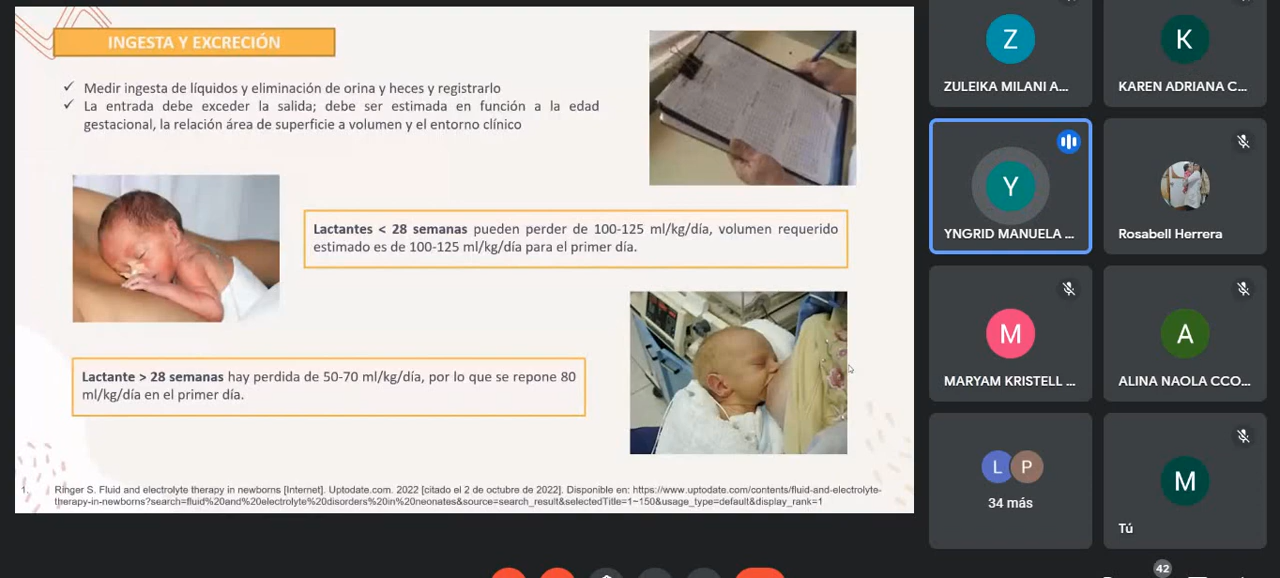 INGESTA Y EXCRECIÓN
✓ Medir ingesta de líquidos y eliminación de orina y heces y registrarlo
✓ La entrada debe exceder la salida; debe ser estimada en función a la edad
gestacional, la relación área de superficie a volumen y el entorno clínico
Lactantes < 28 semanas pueden perder de 100-125 ml/kg/día, volumen requerido
estimado es de 100-125 ml/kg/día para el primer día.
Lactante > 28 semanas hay perdida de 50-70 ml/kg/día, por lo que se repone 80
ml/kg/día en el primer día.
1. Ringer S. Fluid and electrolyte therapy in newborns [Internet]. Uptodate.com. 2022 [citado el 2 de octubre de 2022]. Disponible en: https://www.uptodate.com/contents/fluid-and-electrolyte-
therapy-in-newborns?search=fluid%20and%20electrolyte%20disorders%20in%20neonates&source=search_result&selectedTitle=1~150&usage_type=default&display_rank=1
Z
ZULEIKA MILANI A...
K
KAREN ADRIANA C...
Y
YNGRID MANUELA ...
Rosabell Herrera
M
MARYAM KRISTELL ...
A
ALINA NAOLA CCO...
L P
34 más
M
Tú
42